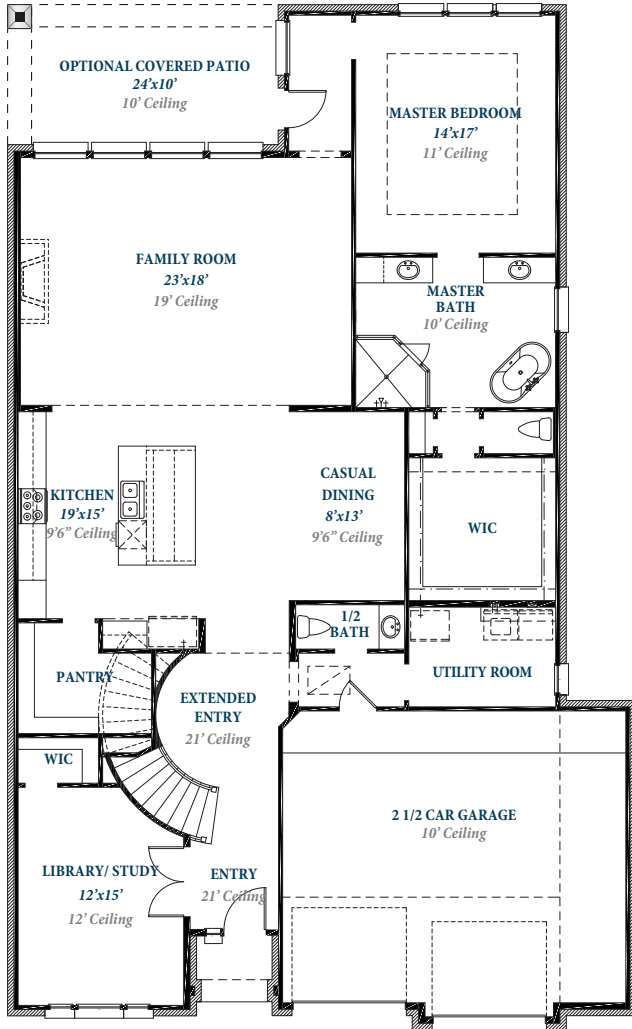 OPTIONAL COVERED PATIO
24'x10'
10' Ceiling
MASTER BEDROOM
14'x17'
11' Ceiling
FAMILY ROOM
23'x18'
19' Ceiling
MASTER
BATH
10' Ceiling
KITCHEN
19'x15'
9'6" Ceiling
CASUAL
DINING
8'x13'
9'6" Ceiling
WIC
1/2
BATH
UTILITY ROOM
PANTRY
EXTENDED
ENTRY
21' Ceiling
WIC
2 1/2 CAR GARAGE
10' Ceiling
LIBRARY/ STUDY
12'x15'
12' Ceiling
ENTRY
21' Ceiling